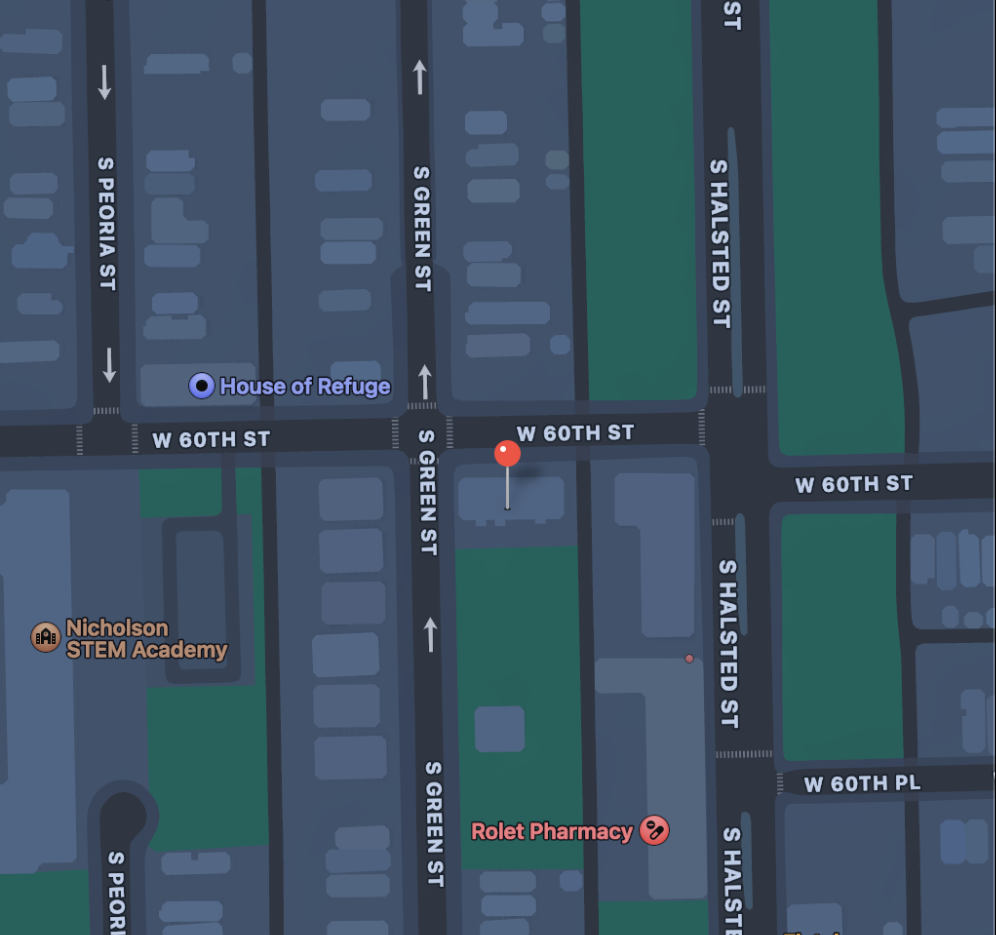 ST
S PEORIA ST
S GREEN ST
S HALSTED ST
House of Refuge
W 60TH ST
W 60TH ST
S GREEN ST
W 60TH ST
Nicholson
STEM Academy
S HALSTED ST
W 60TH PL
S GREEN ST
Rolet Pharmacy
S PEORI
S HALSTE